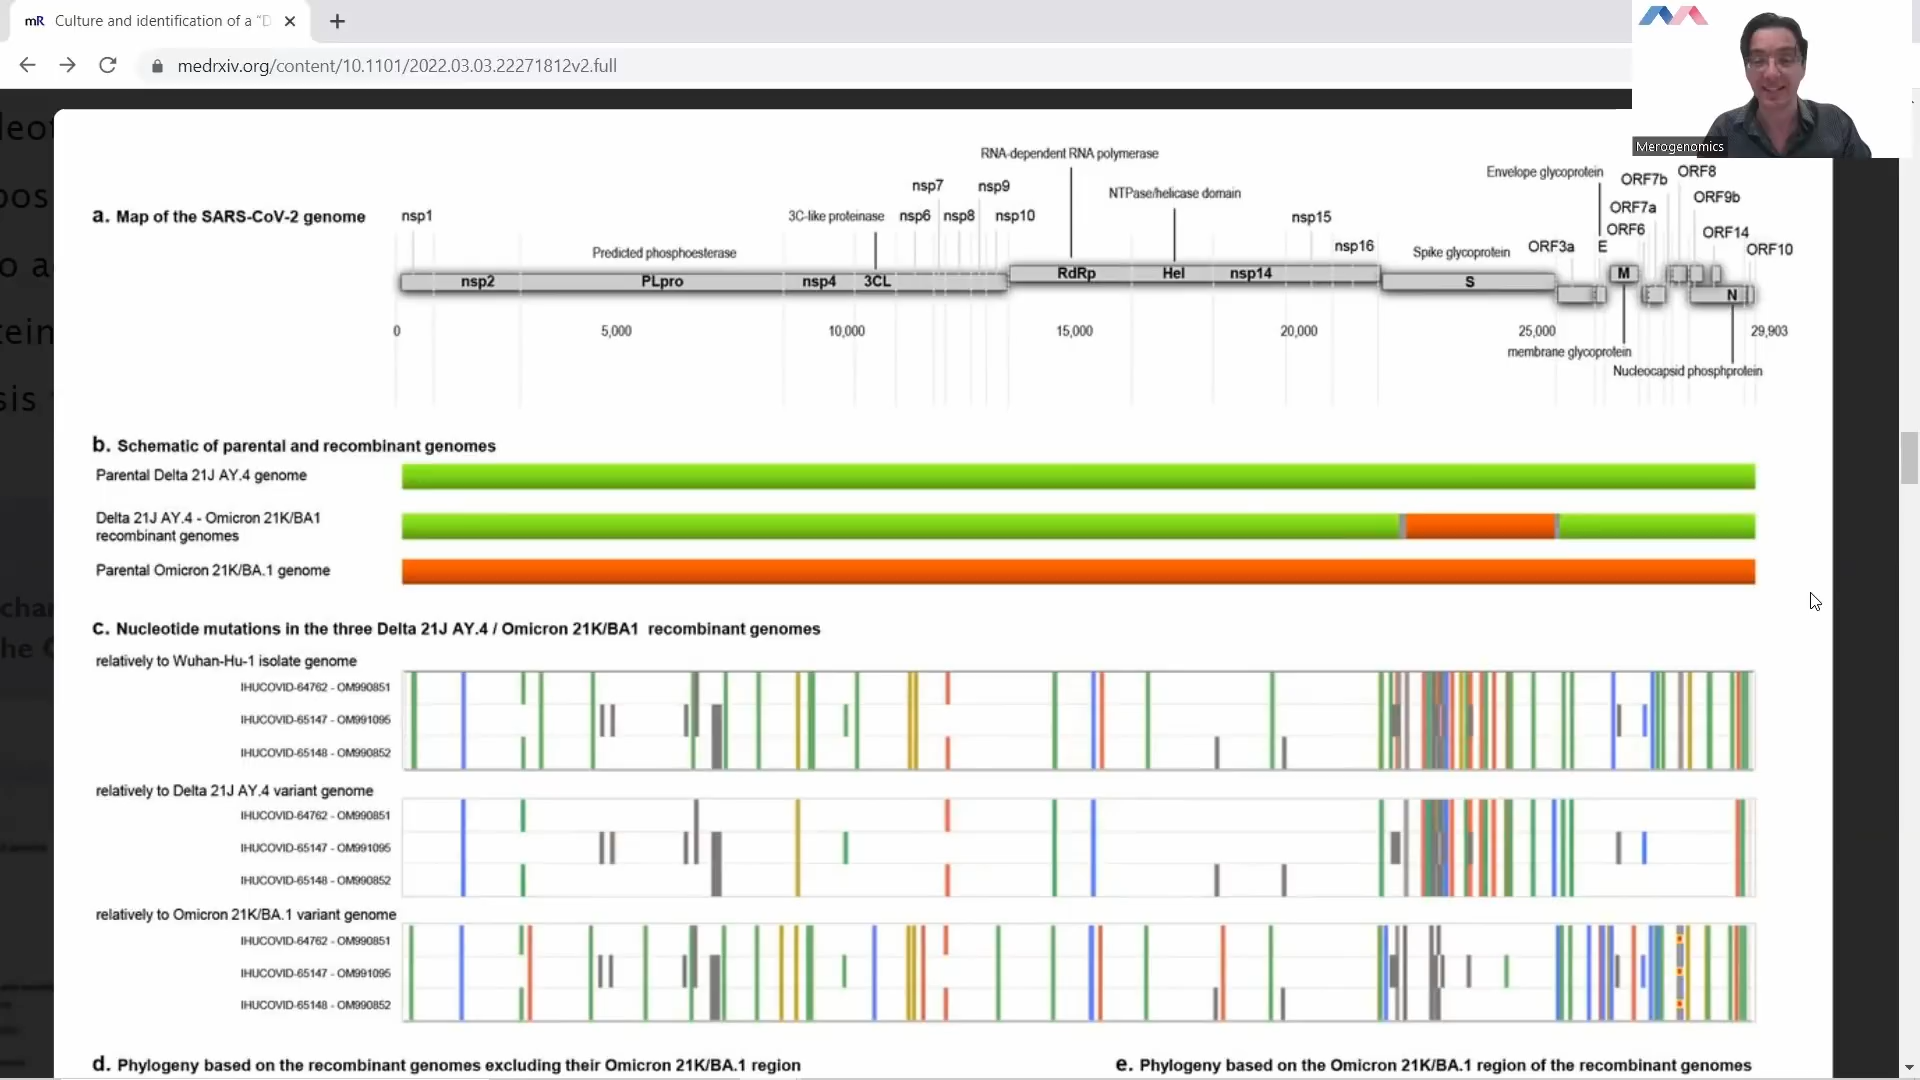 mR Culture and identification of a “D
medrxiv.org/content/10.1101/2022.03.03.22271812v2.full
Merogenomics
RNA-dependent RNA polymerase
Envelope glycoprotein
ORF8
ORF7b
nsp7
nsp9
NTPase/helicase domain
ORF9b
ORF7a
a. Map of the SARS-CoV-2 genome
nsp1
3C-like proteinase
nsp6
nsp8
nsp10
nsp15
ORF6
ORF14
Predicted phosphoesterase
nsp16
Spike glycoprotein
ORF3a
E
ORF10
nsp2
PLpro
nsp4
3CL
RdRp
Hel
nsp14
S
M
N
0
5,000
10,000
15,000
20,000
25,000
29,903
membrane glycoprotein
Nucleocapsid phosphprotein
b. Schematic of parental and recombinant genomes
Parental Delta 21J AY.4 genome
Delta 21J AY.4 - Omicron 21K/BA1
recombinant genomes
Parental Omicron 21K/BA.1 genome
c. Nucleotide mutations in the three Delta 21J AY.4 / Omicron 21K/BA1 recombinant genomes
relatively to Wuhan-Hu-1 isolate genome
IHUCOVID-64762 - OM990851
IHUCOVID-65147 - OM991095
IHUCOVID-65148 - OM990852
relatively to Delta 21J AY.4 variant genome
IHUCOVID-64762 - OM990851
IHUCOVID-65147 - OM991095
IHUCOVID-65148 - OM990852
relatively to Omicron 21K/BA.1 variant genome
IHUCOVID-64762 - OM990851
IHUCOVID-65147 - OM991095
IHUCOVID-65148 - OM990852
d. Phylogeny based on the recombinant genomes excluding their Omicron 21K/BA.1 region
e. Phylogeny based on the Omicron 21K/BA.1 region of the recombinant genomes